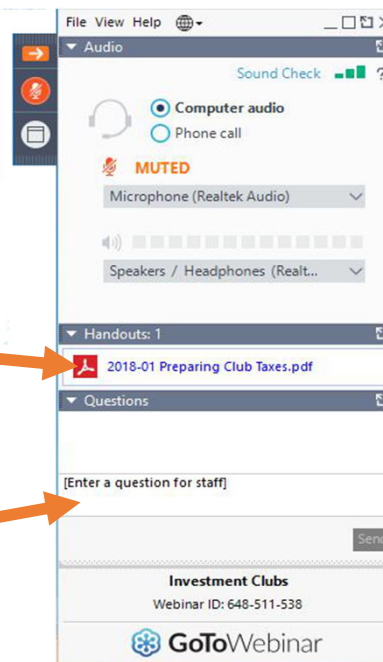 File View Help
Audio
Sound Check ?
Computer audio
Phone call
MUTED
Microphone (Realtek Audio)
Speakers / Headphones (Realt...
Handouts: 1
2018-01 Preparing Club Taxes.pdf
Questions
[Enter a question for staff]
Send
Investment Clubs
Webinar ID: 648-511-538
GoToWebinar